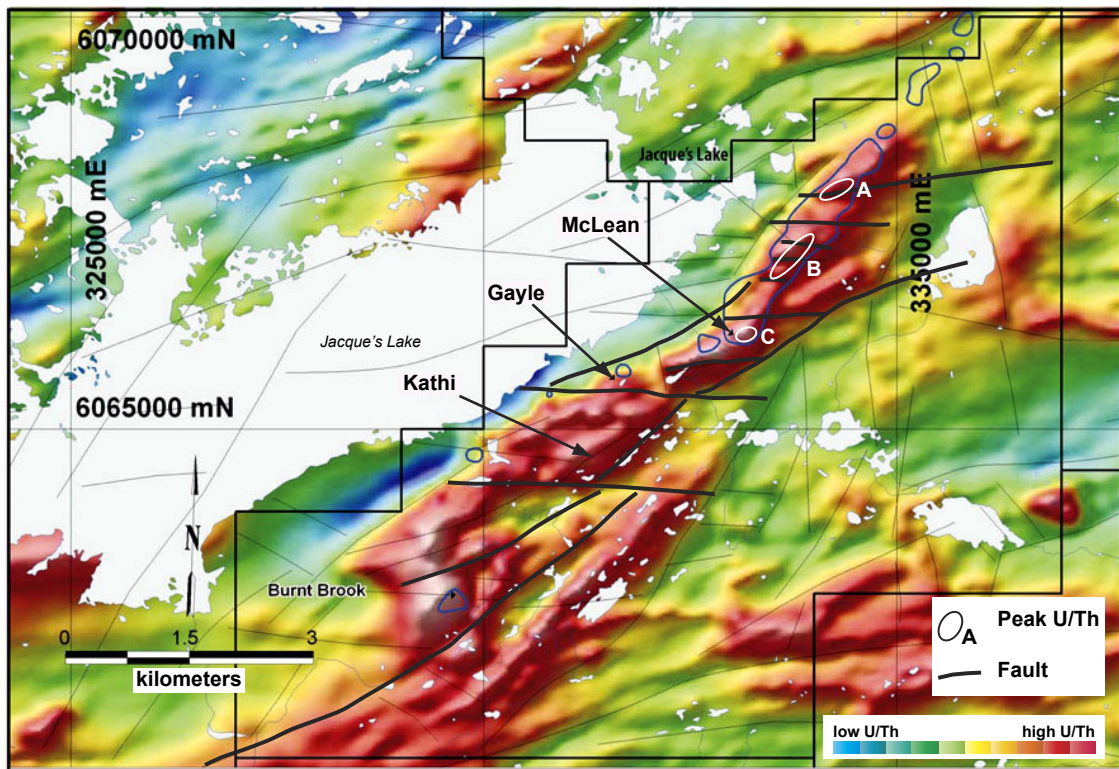 6070000 mN
Jacque's Lake
325000 mE
A
McLean
B
335000 mE
Gayle
Jacque's Lake
C
Kathi
6065000 mN
N
Burnt Brook
0 1.5 3
kilometers
A Peak U/Th
Fault
low U/Th high U/Th